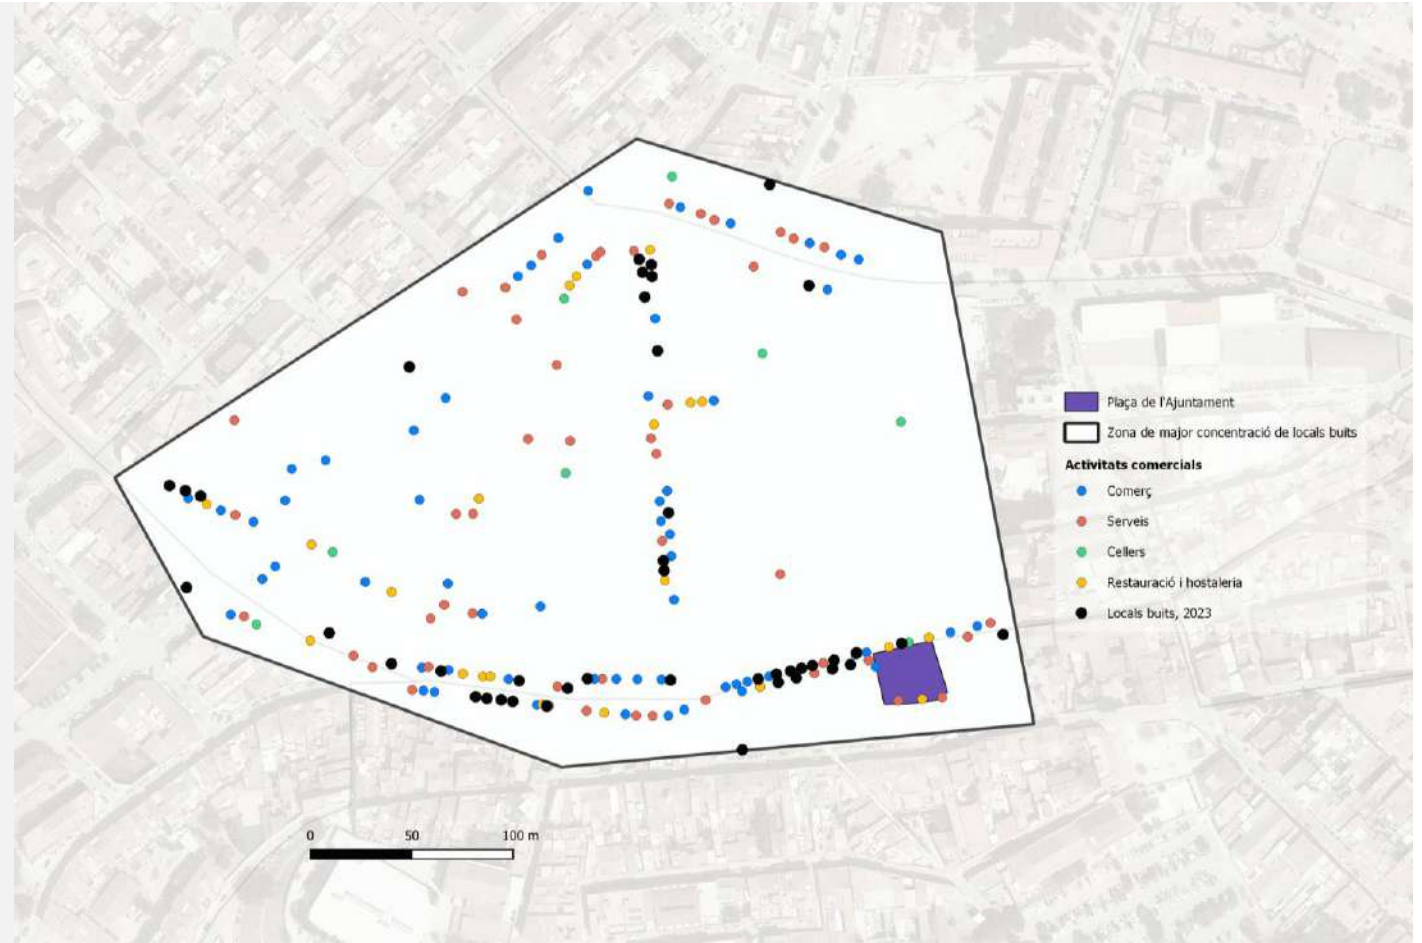 Plaça de l'Ajuntament
Zona de major concentració de locals buits
Activitats comercials
Comerç
Serveis
Cellers
Restauració i hostaleria
Locals buits, 2023
0 50 100 m